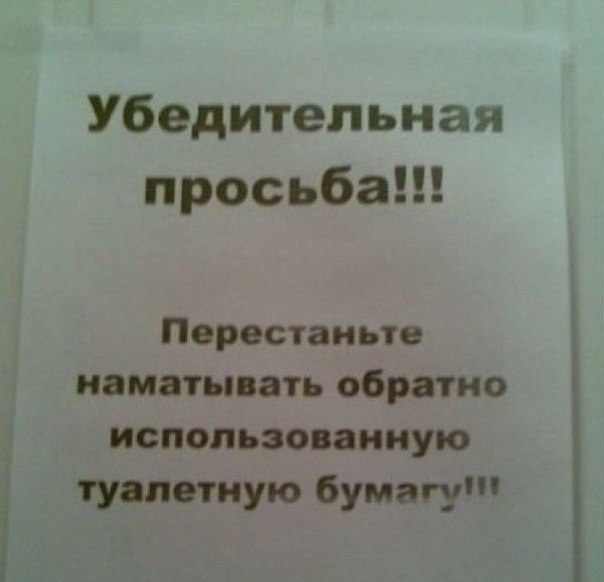 Убедительная
просьба!!!
Перестаньте
наматывать обратно
использованную
туалетную бумагу!!!